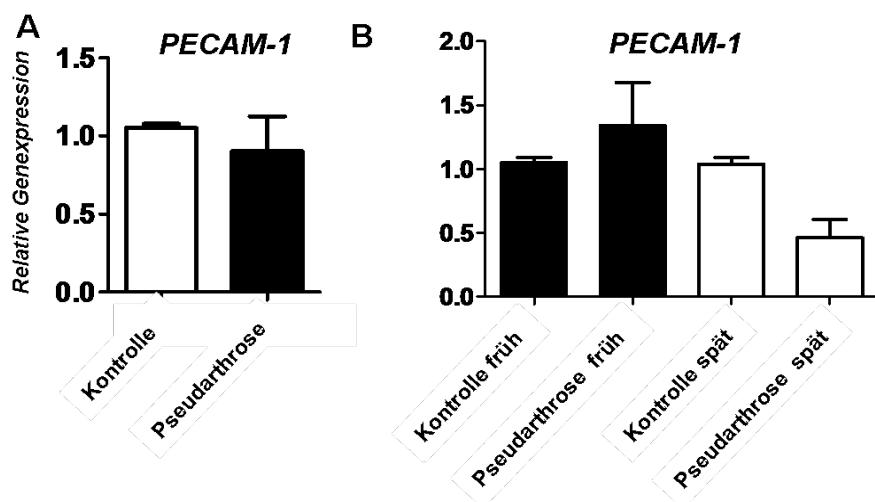 A
PECAM-1
Relative Genexpression
1.5
1.0
0.5
0.0
Kontrolle
Pseudarthrose
B
PECAM-1
2.0
1.5
1.0
0.5
0.0
Kontrolle früh
Pseudarthrose früh
Kontrolle spät
Pseudarthrose spät